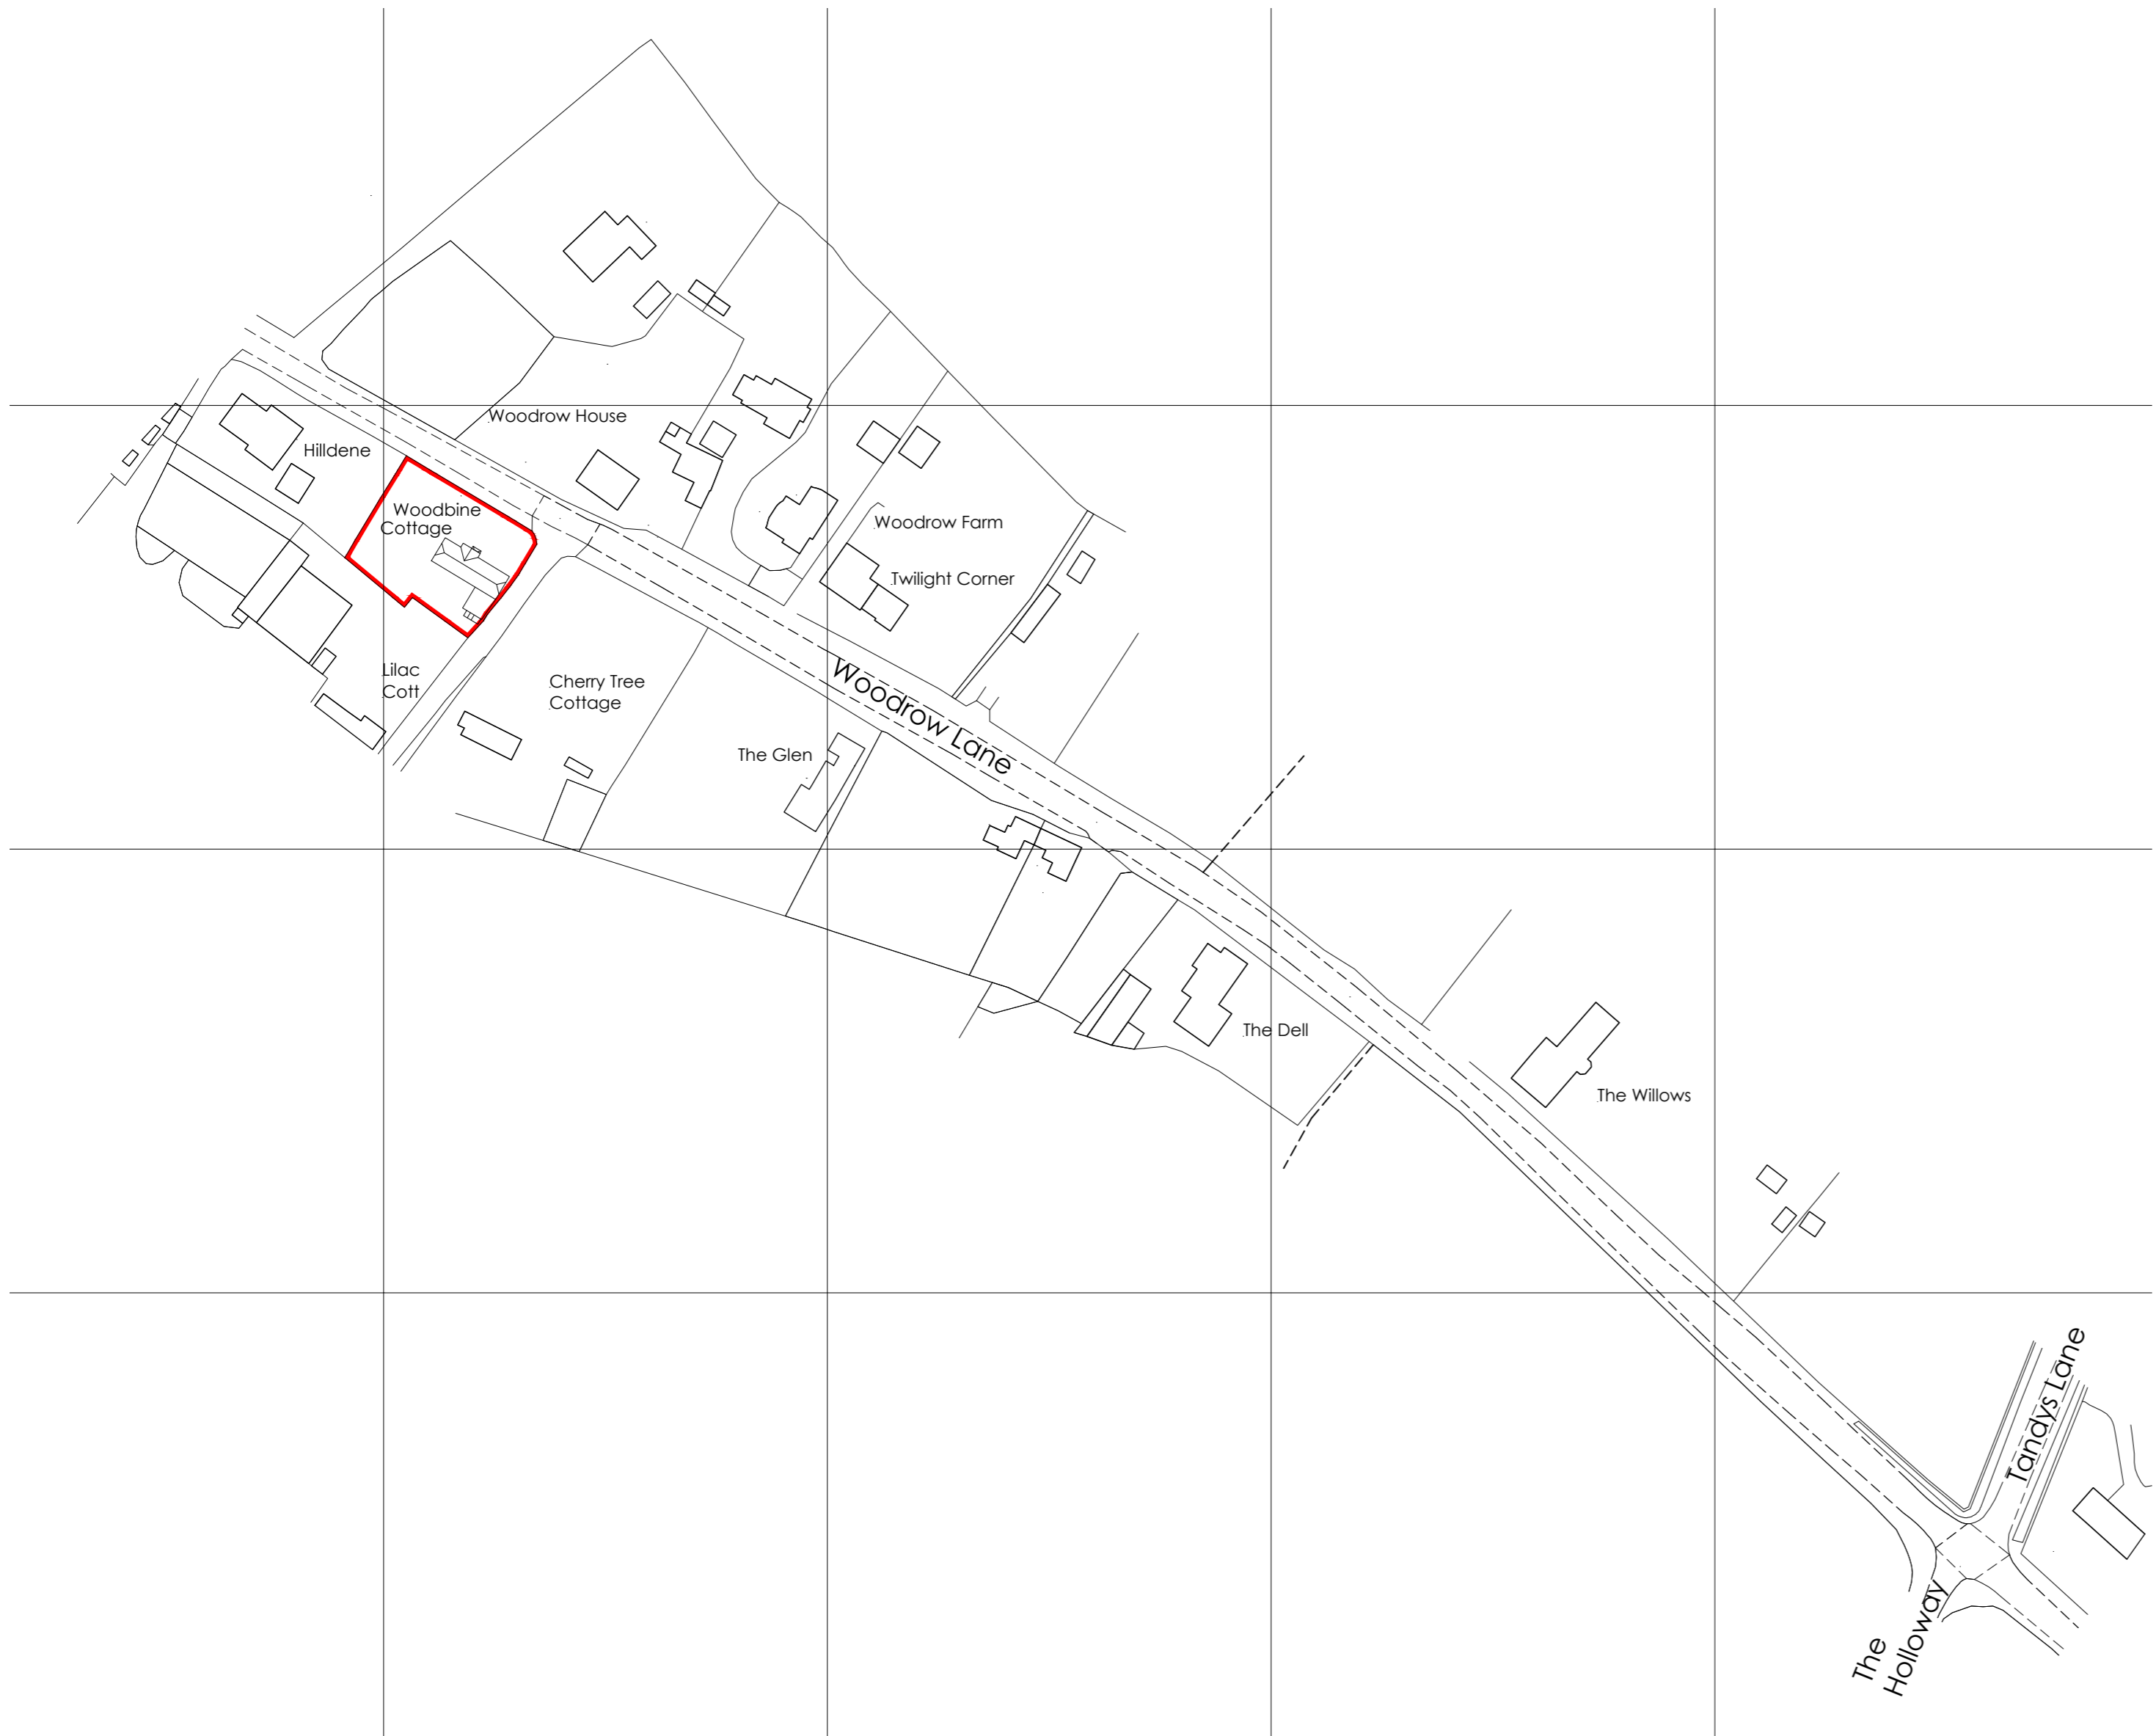 Woodrow House
Hilldene
Woodbine
Cottage
Woodrow Farm
Twilight Corner
Lilac
Cott
Cherry Tree
Cottage
Woodrow Lane
The Glen
The Dell
The Willows
Tandys Lane
The
Holloway